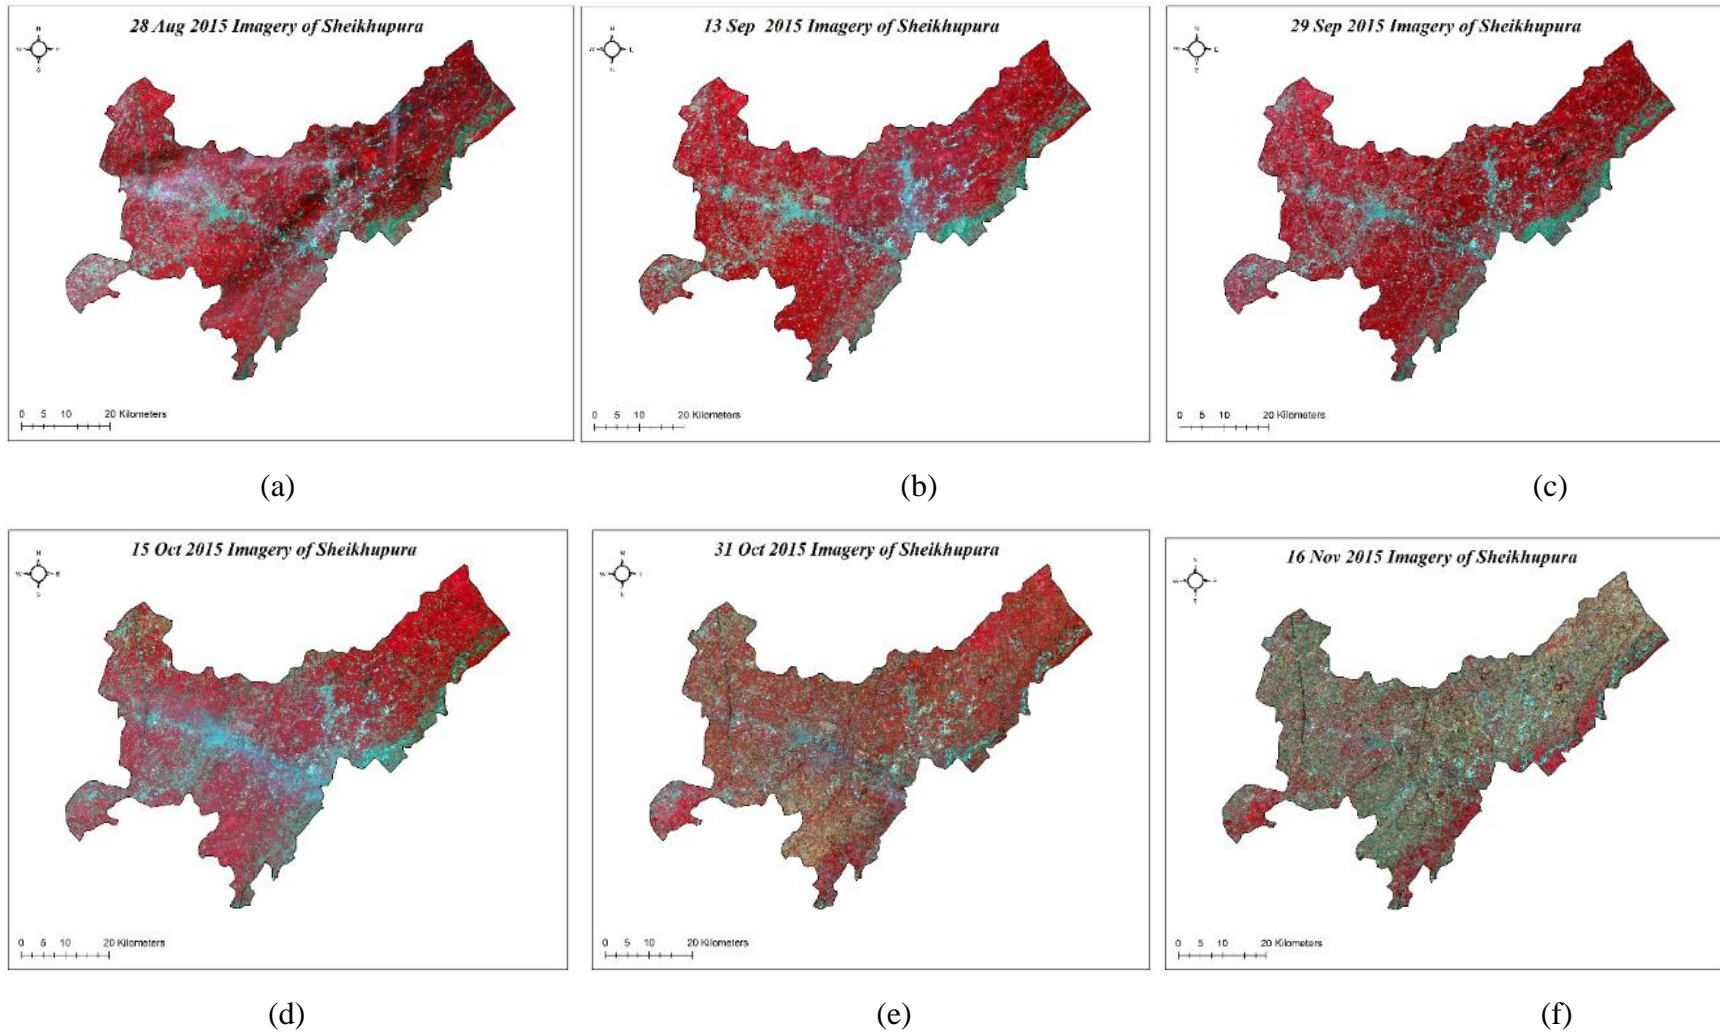 28 Aug 2015 Imagery of Sheikhupura
N
W
S
0 5 10 20 Kilometers
13 Sep 2015 Imagery of Sheikhupura
N
W
0 5 10 20 Kilometers
29 Sep 2015 Imagery of Sheikhupura
N
W
0 5 10 20 Kilometers
(a)
(b)
(c)
15 Oct 2015 Imagery of Sheikhupura
N
W E
S
0 5 10 20 Kilometers
31 Oct 2015 Imagery of Sheikhupura
N
W
0 5 10 20 Kilometers
16 Nov 2015 Imagery of Sheikhupura
N
W
0 5 10 20 Kilometers
(d)
(e)
(f)